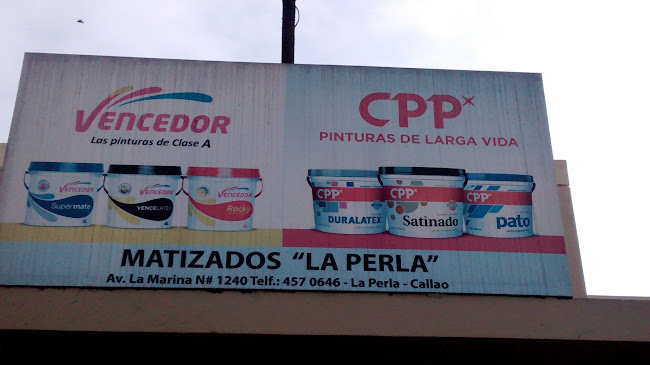 VENCEDOR
Las pinturas de Clase A
CPP
PINTURAS DE LARGA VIDA
VENCEDOR
Supermate
VENCEDOR
VENCELATEX
VENCEDOR
Rocky
CPP
DURALATEX
CPP
Satinado
CPP
pato
MATIZADOS "LA PERLA"
Av. La Marina N# 1240 Telf.: 457 0646 - La Perla - Callao